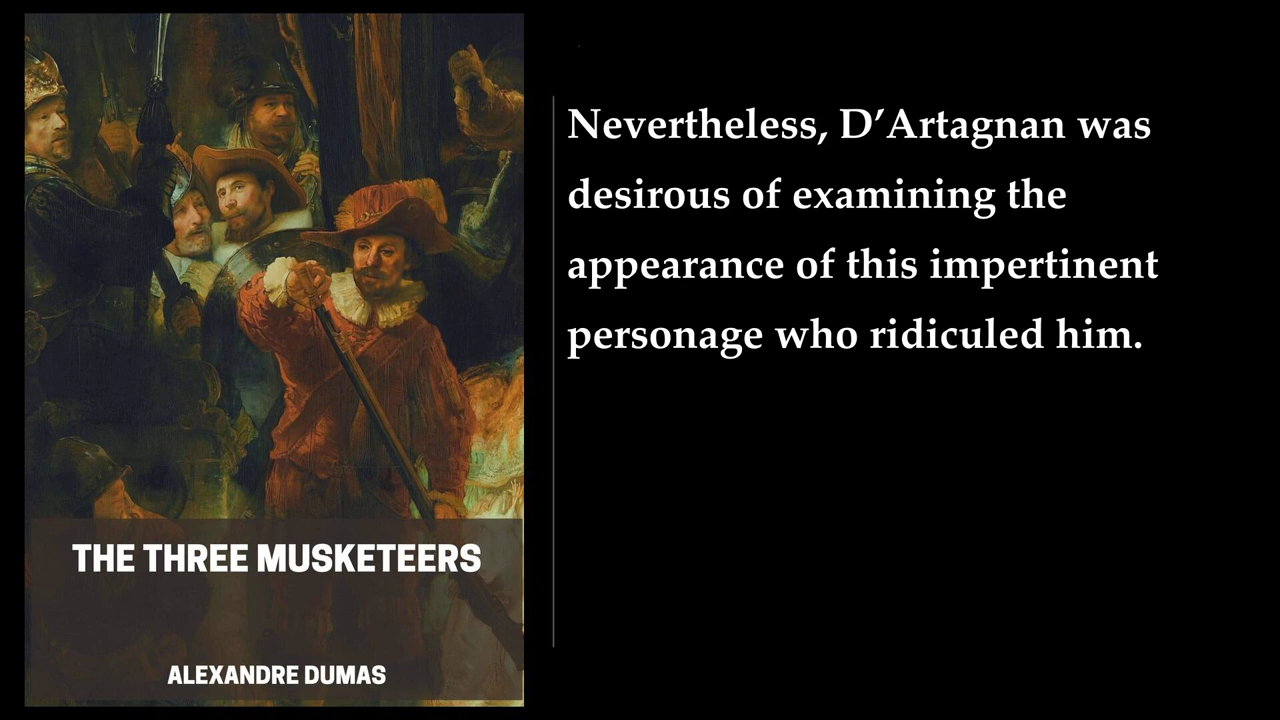 THE THREE MUSKETEERS
ALEXANDRE DUMAS
Nevertheless, D’Artagnan was
desirous of examining the
appearance of this impertinent
personage who ridiculed him.